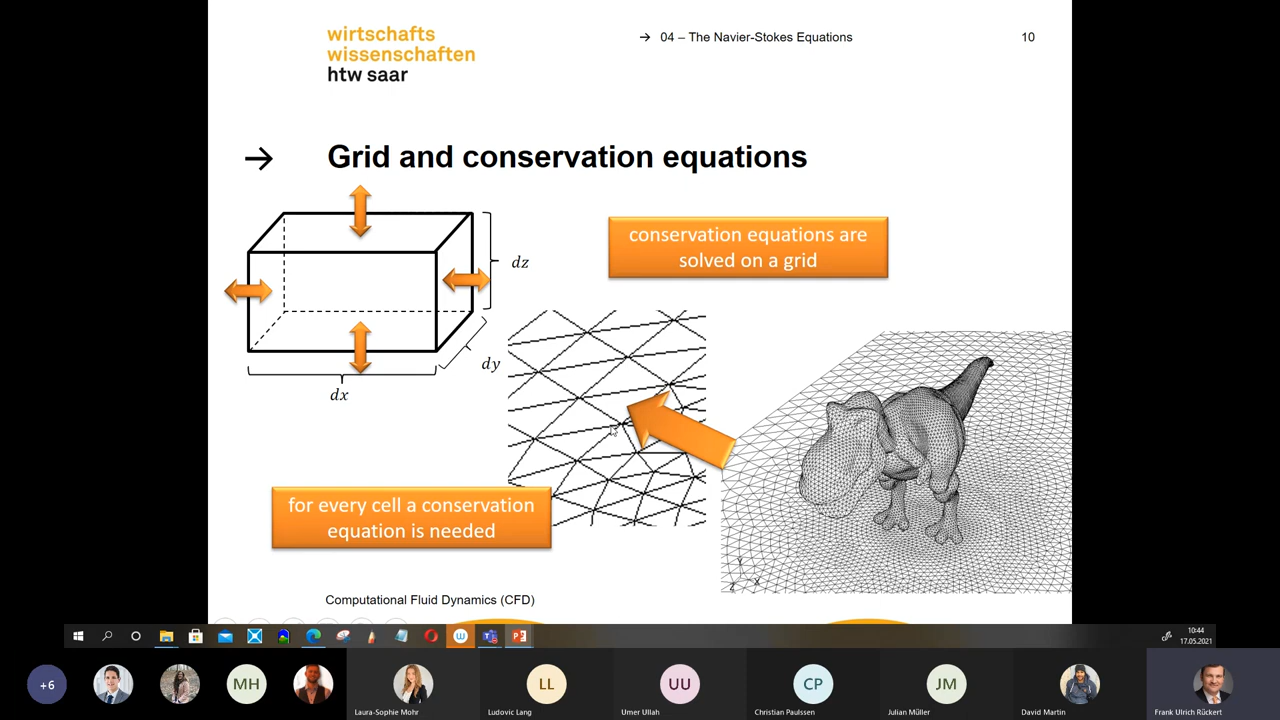 wirtschafts
wissenschaften
htw saar
→ 04 – The Navier-Stokes Equations
10
→ Grid and conservation equations
conservation equations are
solved on a grid
dz
dy
dx
for every cell a conservation
equation is needed
Y
X
Z
Computational Fluid Dynamics (CFD)
w
10:44
17.05.2021
+6
MH
LL
UU
CP
JM
Laura-Sophie Mohr
Ludovic Lang
Umer Ullah
Christian Paulssen
Julian Müller
David Martin
Frank Ulrich Rückert